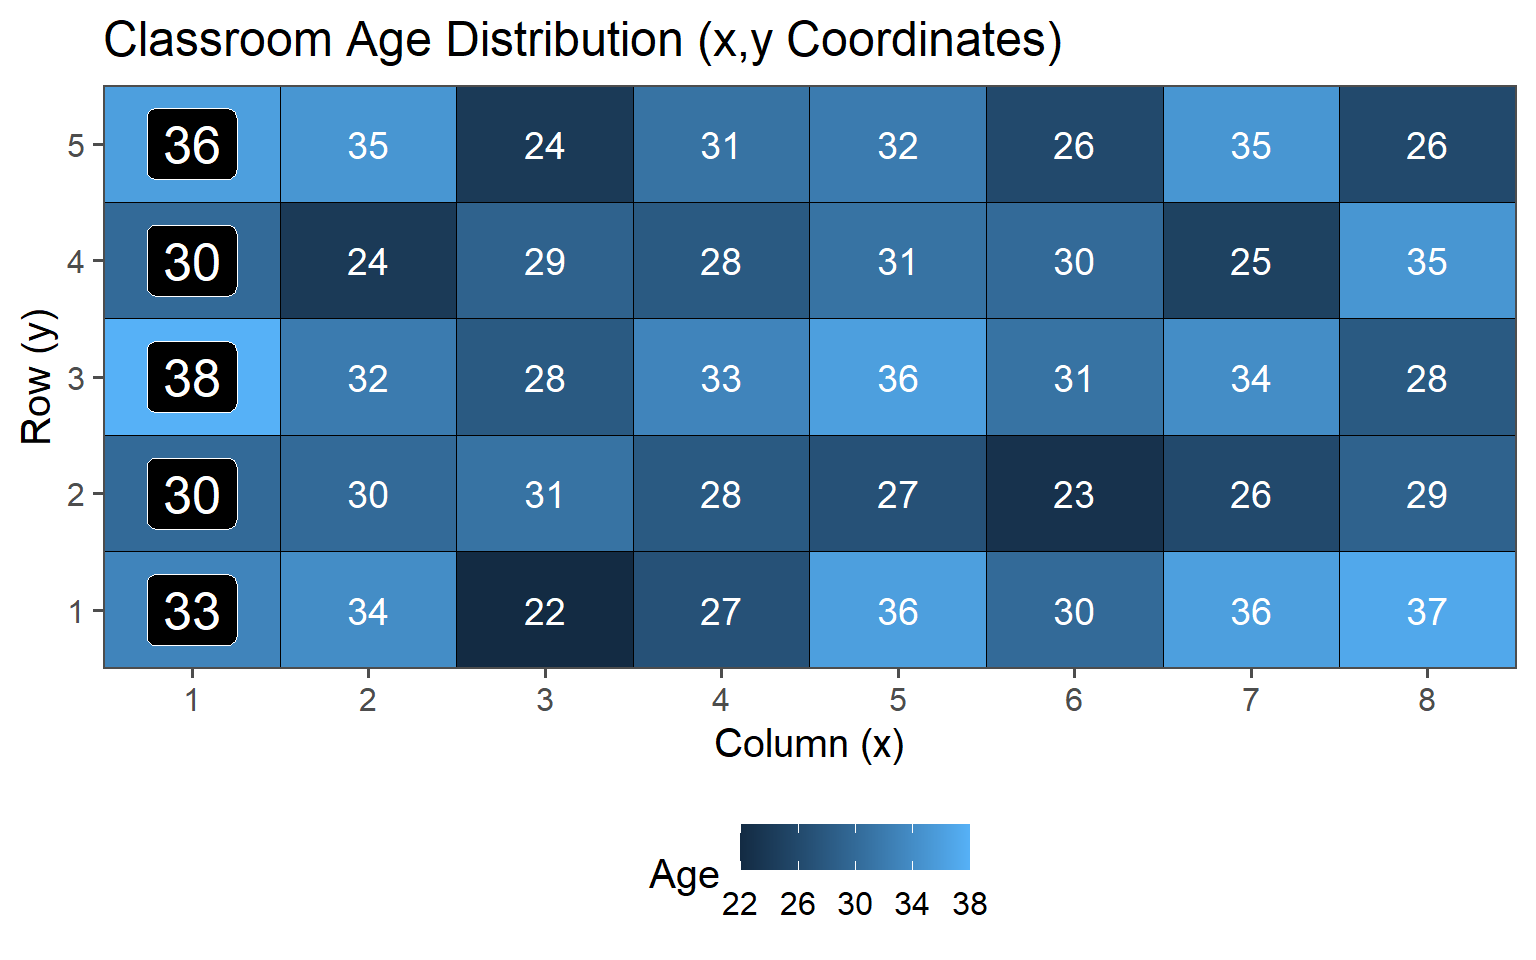 Classroom Age Distribution (x,y Coordinates)
5 36 35 24 31 32 26 35 26
4 30 24 29 28 31 30 25 35
Row (y)
3 38 32 28 33 36 31 34 28
2 30 30 31 28 27 23 26 29
1 33 34 22 27 36 30 36 37
1 2 3 4 5 6 7 8
Column (x)
Age
22 26 30 34 38